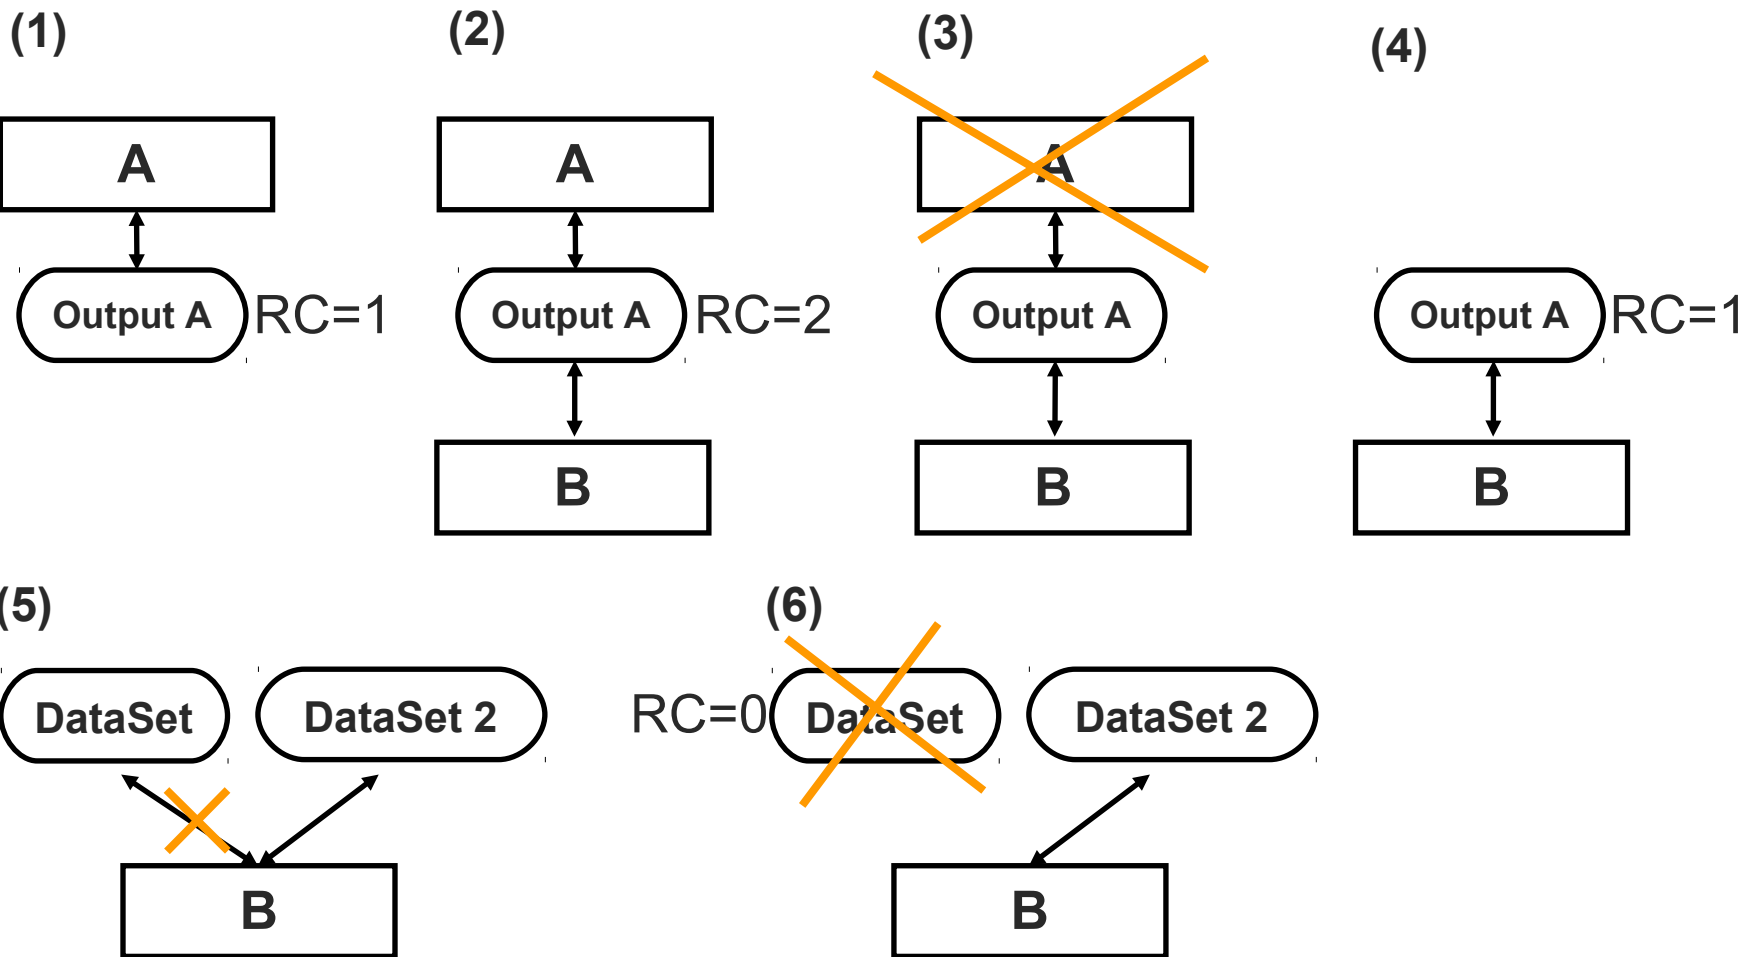 (1)
A
Output A
RC=1
(2)
A
Output A
RC=2
B
(3)
A
Output A
B
(4)
Output A
RC=1
B
(5)
DataSet
DataSet 2
B
(6)
RC=0
DataSet
DataSet 2
B